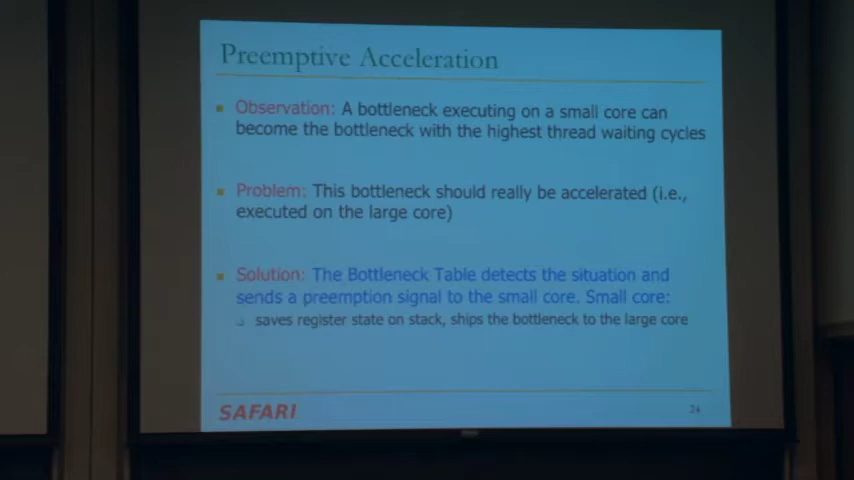 Preemptive Acceleration
Observation: A bottleneck executing on a small core can
become the bottleneck with the highest thread waiting cycles
Problem: This bottleneck should really be accelerated (i.e.,
executed on the large core)
Solution: The Bottleneck Table detects the situation and
sends a preemption signal to the small core. Small core:
saves register state on stack, ships the bottleneck to the large core
SAFARI
24